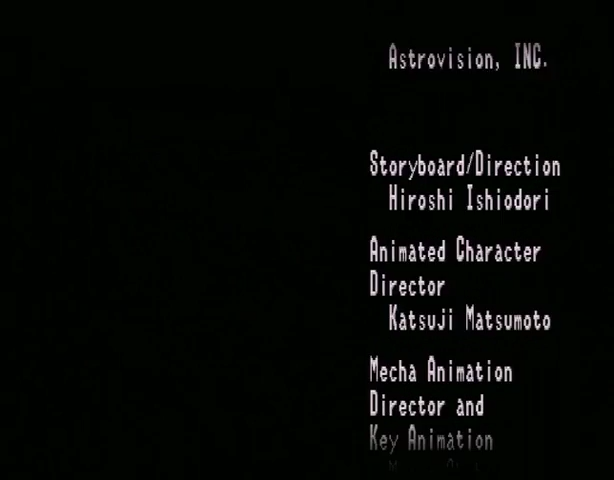 Astrovision, INC.
Storyboard/Direction
Hiroshi Ishiodori
Animated Character
Director
Katsuji Matsumoto
Mecha Animation
Director and
Key Animation